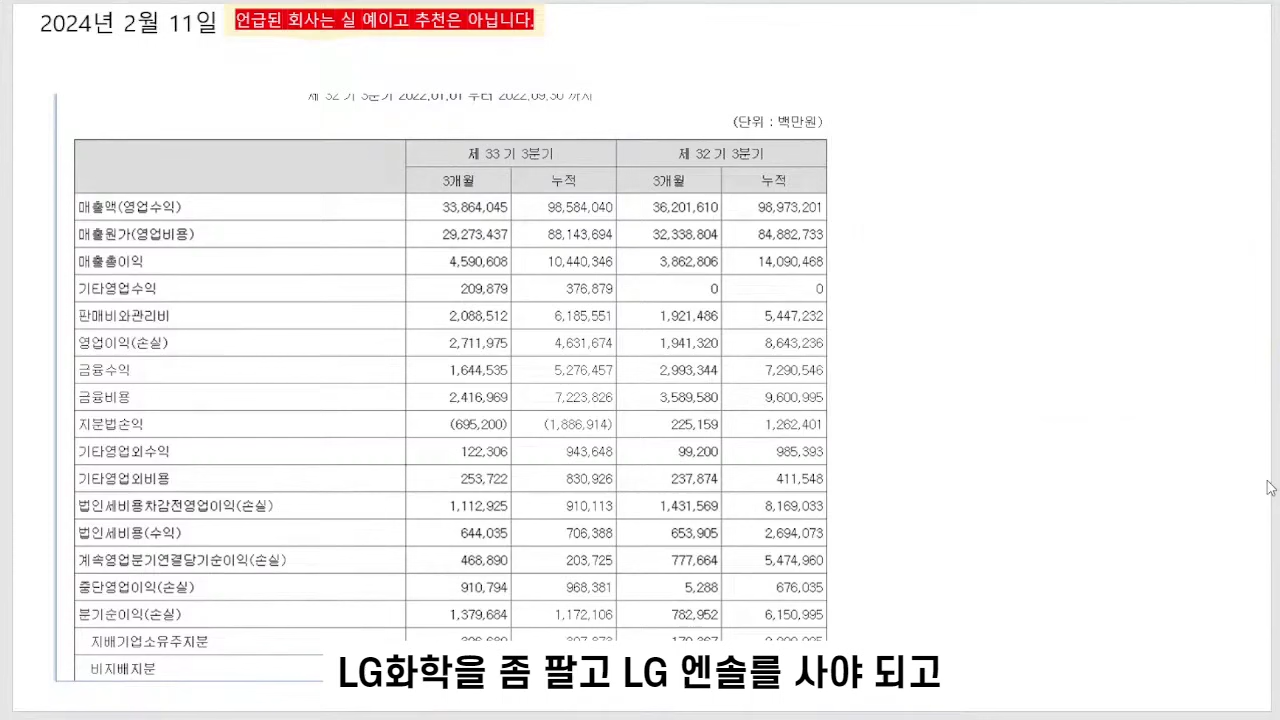 2024년 2월 11일 언급된 회사는 실 예이고 추천은 아닙니다.
제 32 기 3분기 2022.01.01 부터 2022.09.30 까지
(단위 : 백만원)
제 33 기 3분기 제 32 기 3분기
3개월 누적 3개월 누적
매출액(영업수익) 33,864,045 98,584,040 36,201,610 98,973,201
매출원가(영업비용) 29,273,437 88,143,694 32,338,804 84,882,733
매출총이익 4,590,608 10,440,346 3,862,806 14,090,468
기타영업수익 209,879 376,879 0 0
판매비와관리비 2,088,512 6,185,551 1,921,486 5,447,232
영업이익(손실) 2,711,975 4,631,674 1,941,320 8,643,236
금융수익 1,644,535 5,276,457 2,993,344 7,290,546
금융비용 2,416,969 7,223,826 3,589,580 9,600,995
지분법손익 (695,200) (1,886,914) 225,159 1,262,401
기타영업외수익 122,306 943,648 99,200 985,393
기타영업외비용 253,722 830,926 237,874 411,548
법인세비용차감전영업이익(손실) 1,112,925 910,113 1,431,569 8,169,033
법인세비용(수익) 644,035 706,388 653,905 2,694,073
계속영업분기연결당기순이익(손실) 468,890 203,725 777,664 5,474,960
중단영업이익(손실) 910,794 968,381 5,288 676,035
분기순이익(손실) 1,379,684 1,172,106 782,952 6,150,995
지배기업소유주지분
비지배지분
LG화학을 좀 팔고 LG 엔솔를 사야 되고